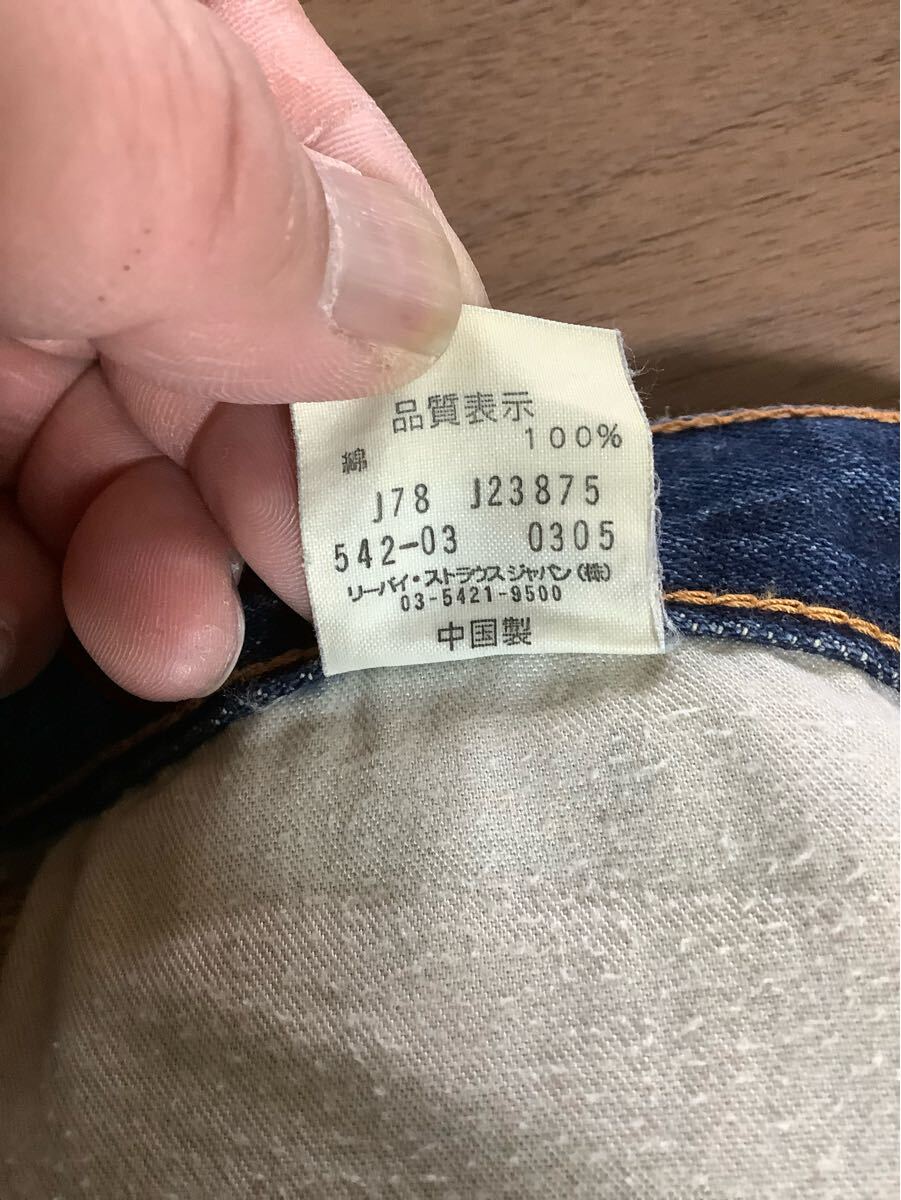 品質表示
綿 100%
J78 J23875
542-03 0305
リーバイ・ストラウスジャパン(株)
03-5421-9500
中国製